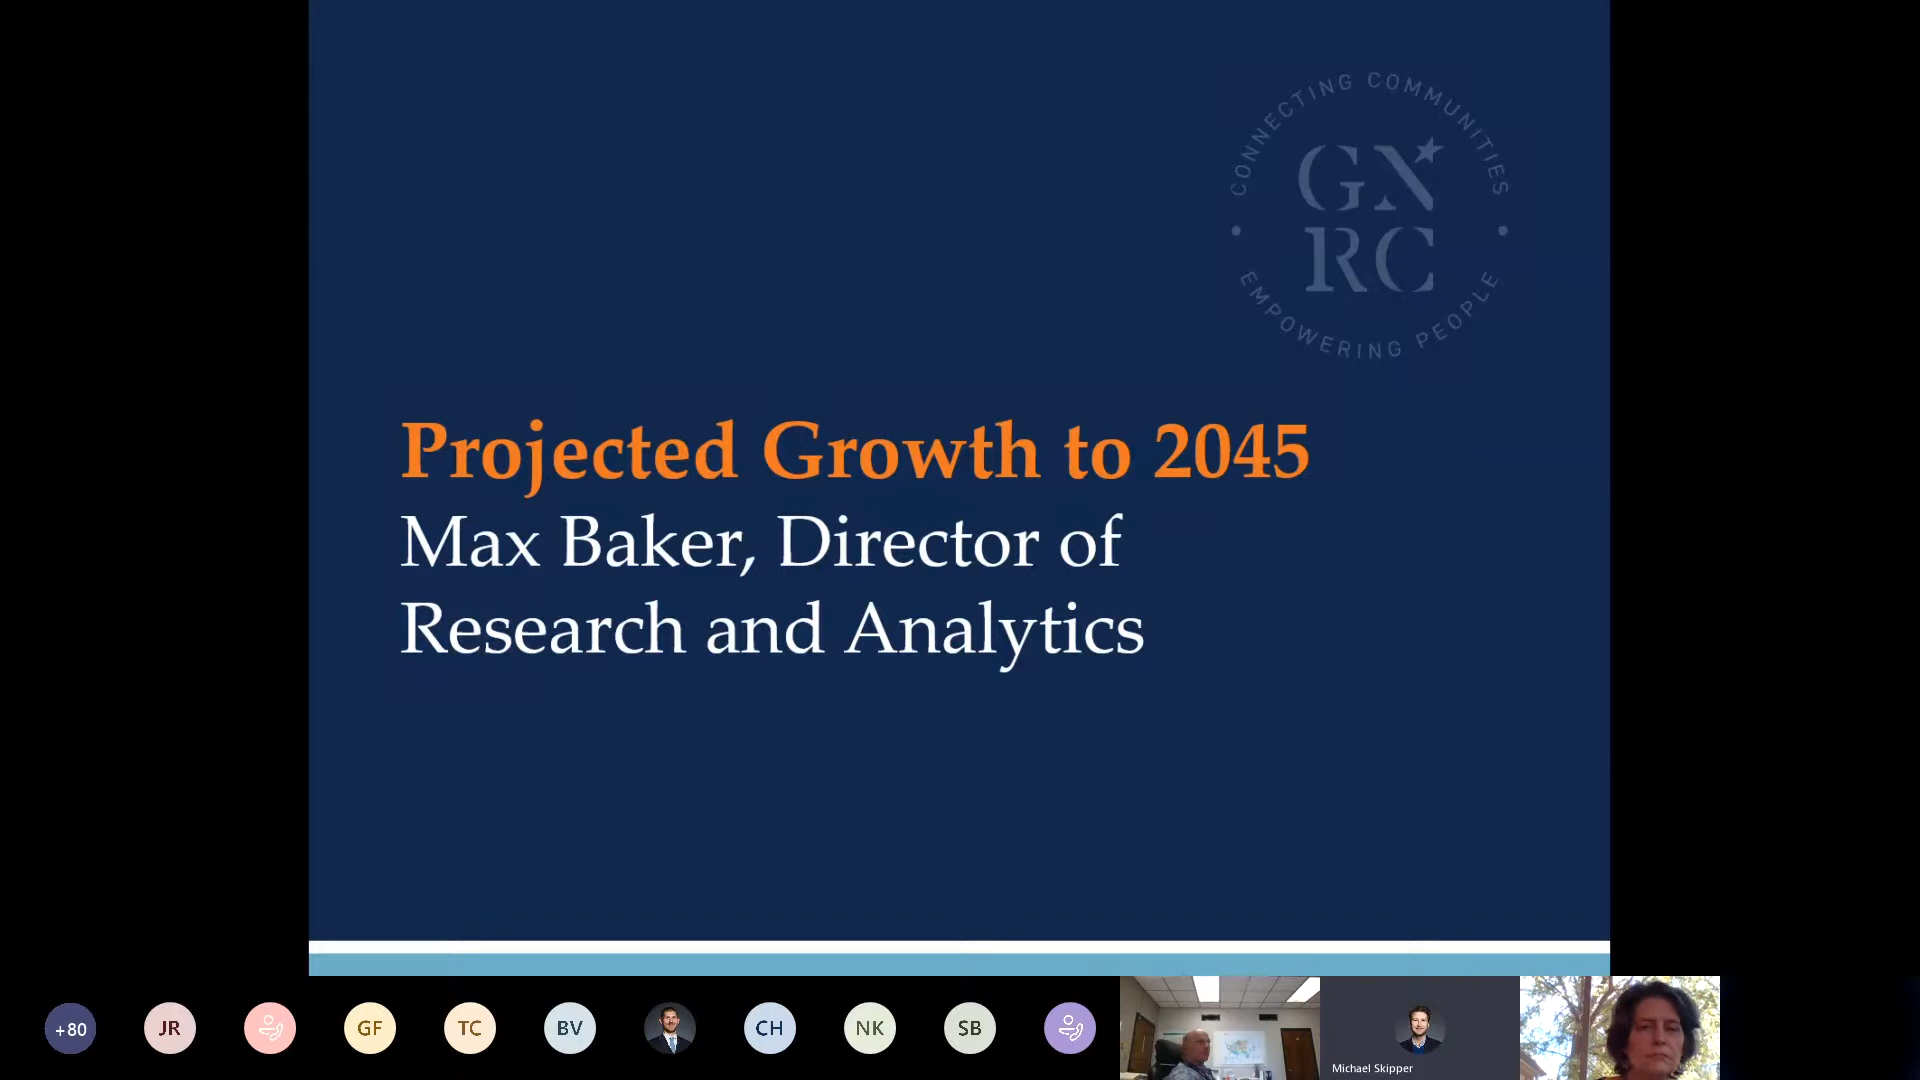 CONNECTING COMMUNITIES
GN
RC
EMPOWERING PEOPLE
Projected Growth to 2045
Max Baker, Director of
Research and Analytics
+80
JR
GF
TC
BV
CH
NK
SB
Michael Skipper